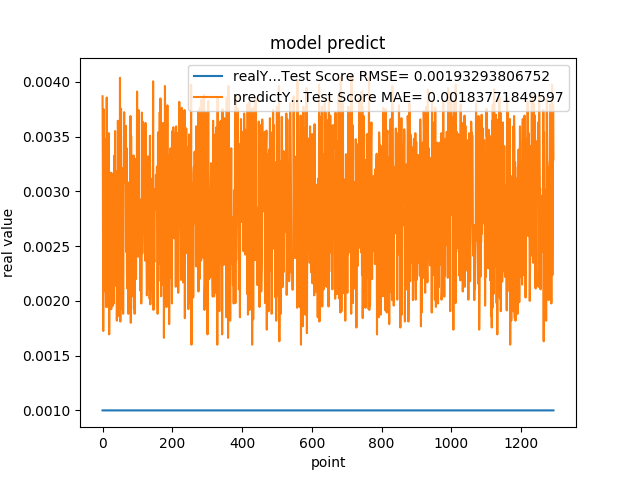 model predict
realY...Test Score RMSE= 0.00193293806752
predictY...Test Score MAE= 0.00183771849597
0.0040
0.0035
0.0030
0.0025
0.0020
0.0015
0.0010
real value
0 200 400 600 800 1000 1200
point